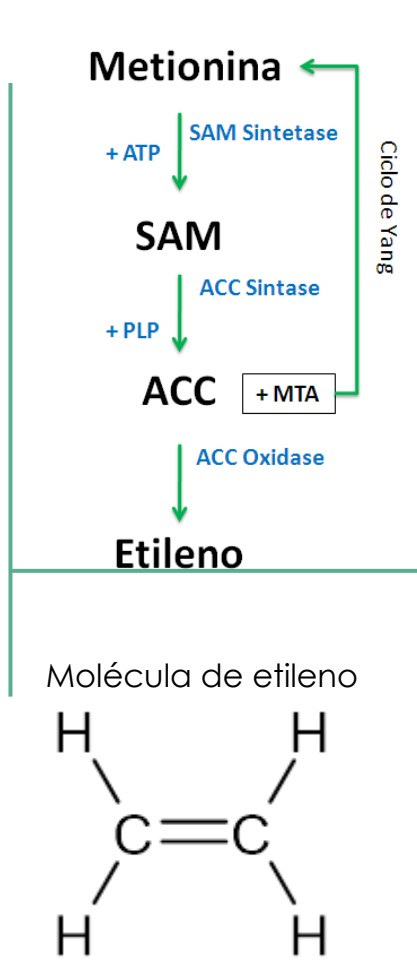 Metionina
SAM Sintetase
+ ATP
Ciclo de Yang
SAM
ACC Sintase
+ PLP
ACC
+ MTA
ACC Oxidase
Etileno
Molécula de etileno
H H
C C
H H